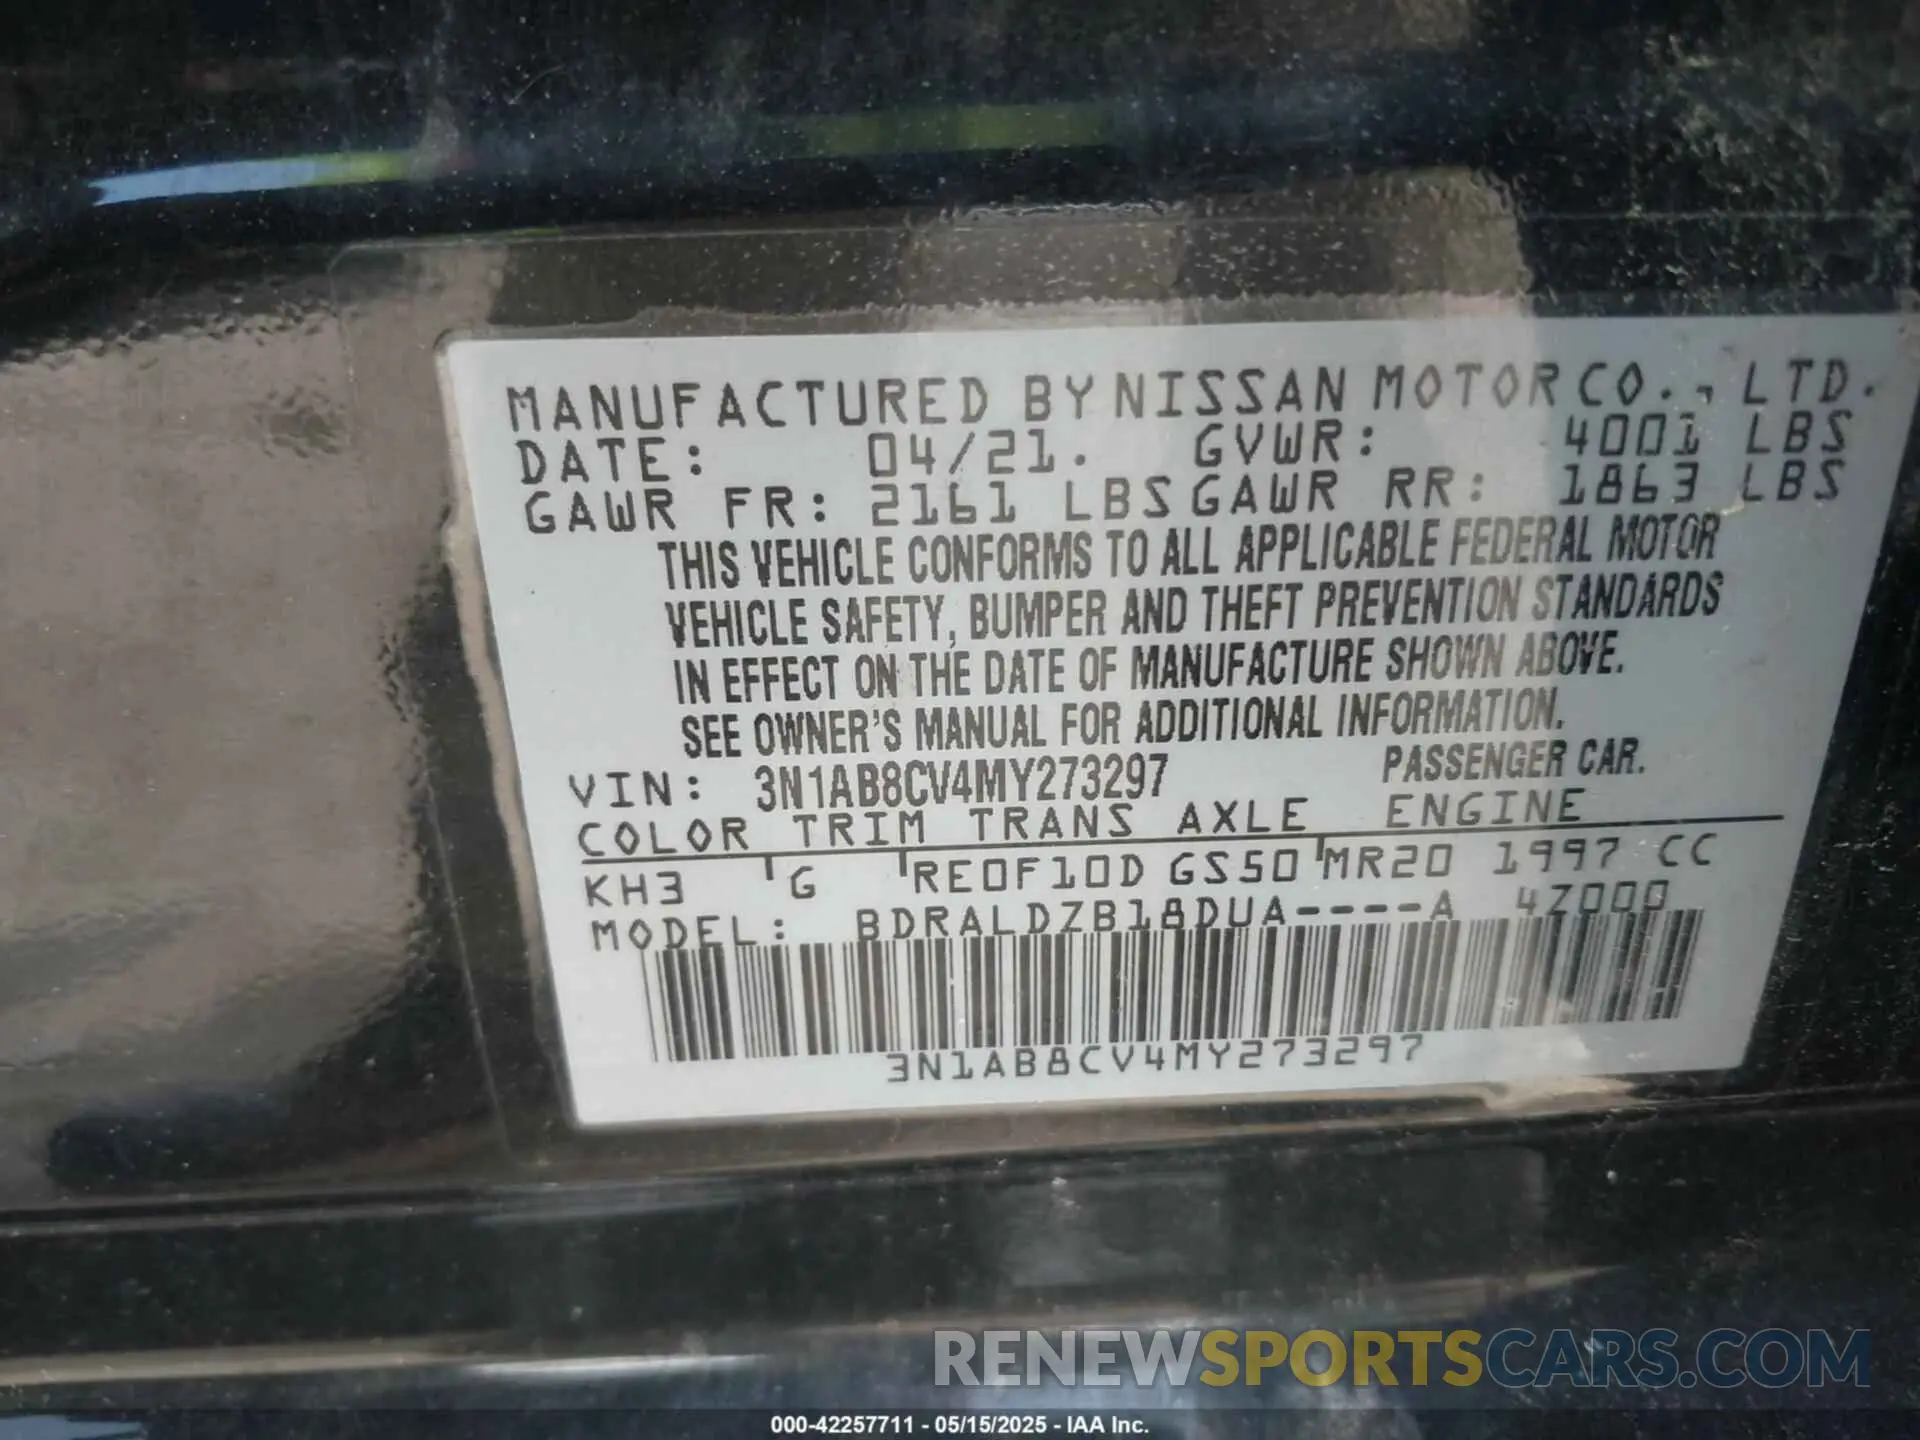 MANUFACTURED BY NISSAN MOTOR CO., LTD.
DATE: 04/21. GVWR: 4001 LBS
GAWR FR: 2161 LBS GAWR RR: 1863 LBS
THIS VEHICLE CONFORMS TO ALL APPLICABLE FEDERAL MOTOR
VEHICLE SAFETY, BUMPER AND THEFT PREVENTION STANDARDS
IN EFFECT ON THE DATE OF MANUFACTURE SHOWN ABOVE.
SEE OWNER'S MANUAL FOR ADDITIONAL INFORMATION.
VIN: 3N1AB8CV4MY273297 PASSENGER CAR.
COLOR TRIM TRANS AXLE ENGINE
KH3 G RE0F10D GS50 MR20 1997 CC
MODEL: BDRALDZB18DUA----A 4Z000
3N1AB8CV4MY273297
RENEWSPORTSCARS.COM
000-42257711 - 05/15/2025 - IAA Inc.